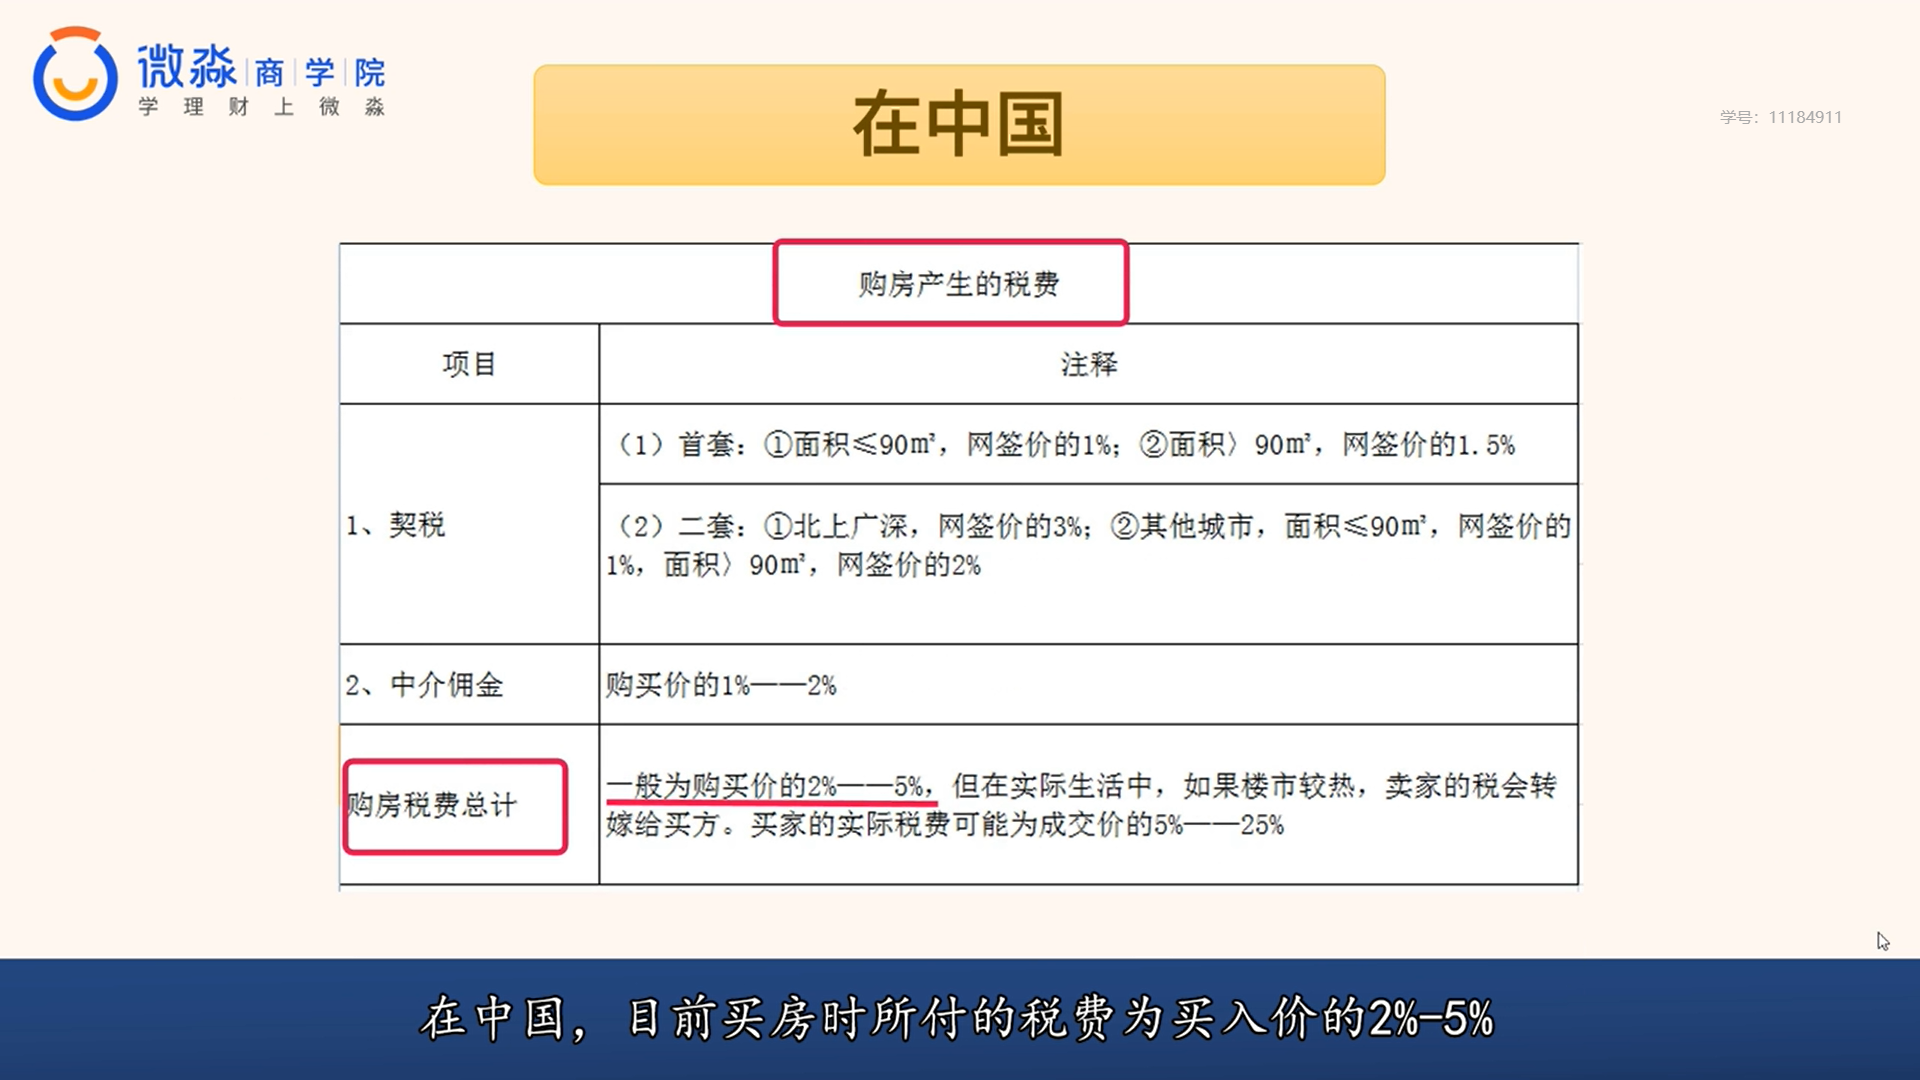 微淼商学院
学理财上微淼
在中国
学号：11184911
购房产生的税费
项目
注释
1、契税
（1）首套：①面积≤90㎡，网签价的1%；②面积〉90㎡，网签价的1.5%
（2）二套：①北上广深，网签价的3%；②其他城市，面积≤90㎡，网签价的
1%，面积〉90㎡，网签价的2%
2、中介佣金
购买价的1%——2%
购房税费总计
一般为购买价的2%——5%，但在实际生活中，如果楼市较热，卖家的税会转
嫁给买方。买家的实际税费可能为成交价的5%——25%
在中国，目前买房时所付的税费为买入价的2%-5%